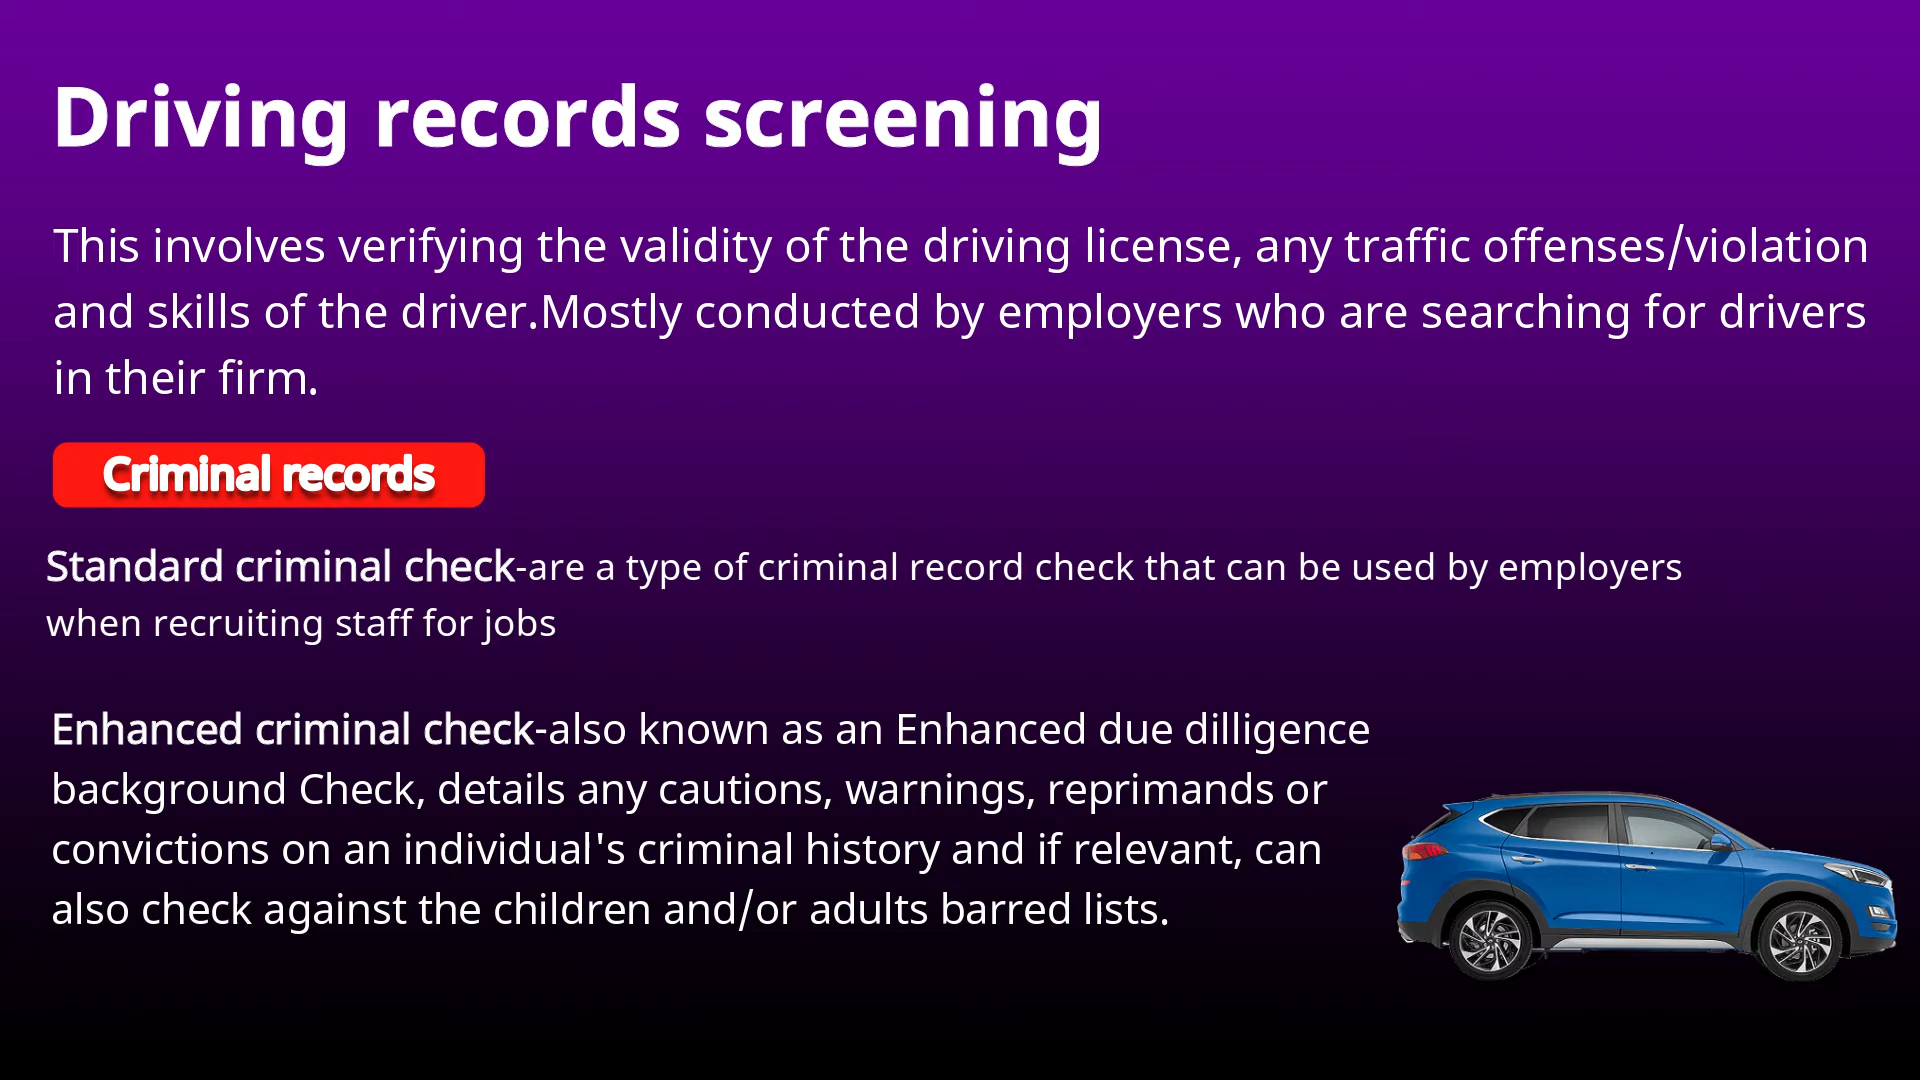 Driving records screening
This involves verifying the validity of the driving license, any traffic offenses/violation
and skills of the driver.Mostly conducted by employers who are searching for drivers
in their firm.
Criminal records
Standard criminal check-are a type of criminal record check that can be used by employers
when recruiting staff for jobs
Enhanced criminal check-also known as an Enhanced due dilligence
background Check, details any cautions, warnings, reprimands or
convictions on an individual's criminal history and if relevant, can
also check against the children and/or adults barred lists.